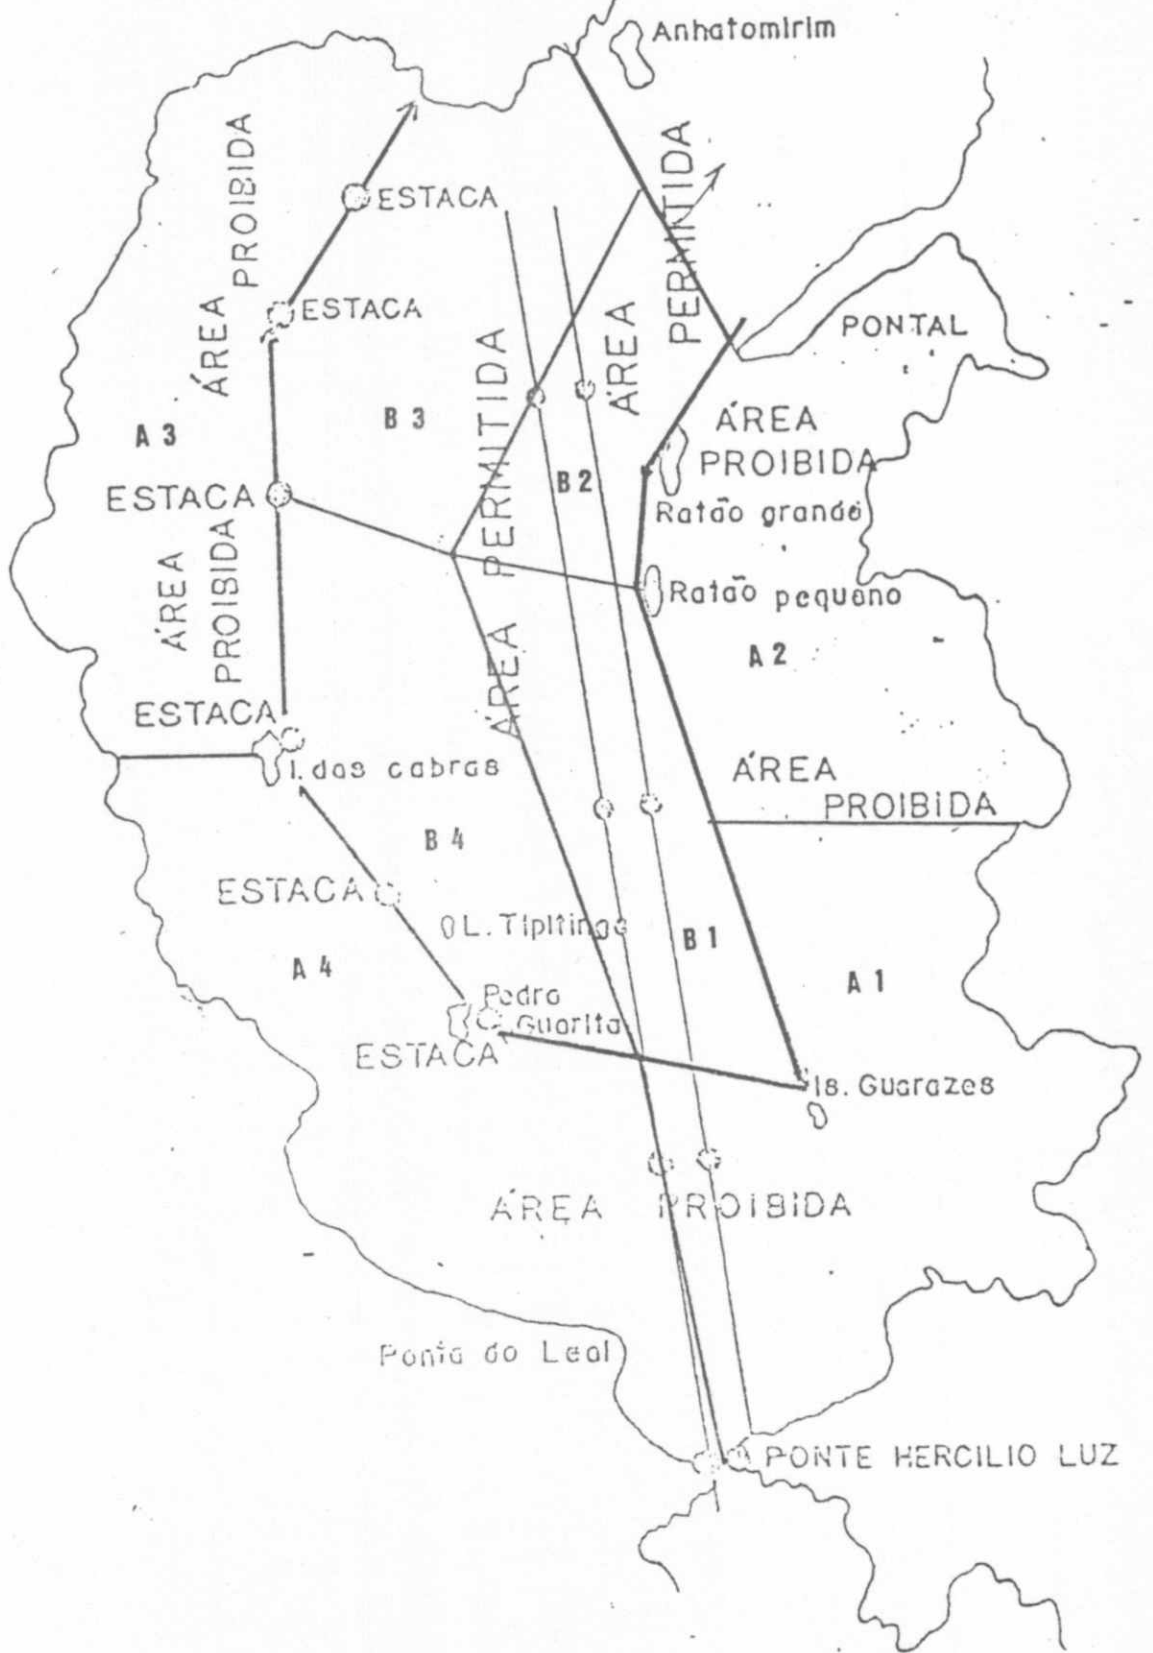 Anhatomirim
ÁREA PROIBIDA
ESTACA
ÁREA PERMITIDA
ESTACA
PONTAL
A 3
B 3
ÁREA PERMITIDA
ÁREA
PROIBIDA
B 2
ESTACA
Ratão grande
ÁREA
PROIBIDA
Ratão pequeno
A 2
ESTACA
I. das cabras
ÁREA
PROIBIDA
B 4
ESTACA
L. Tipitinga
B 1
A 4
A 1
Pedra
Guarita
ESTACA
Is. Guarazes
ÁREA PROIBIDA
Ponta do Leal
PONTE HERCILIO LUZ